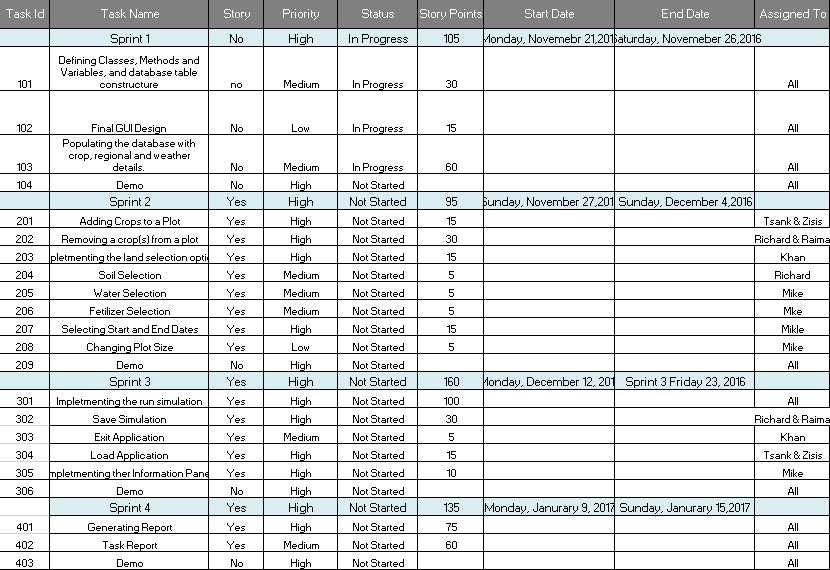 Task Id Task Name Story Priority Status Story Points Start Date End Date Assigned To
Sprint 1 No High In Progress 105 Monday, Novemebr 21,201 Saturday, Novemeber 26,2016
Defining Classes, Methods and
Variables, and database table
101 constructure no Medium In Progress 30 All
102 Final GUI Design No Low In Progress 15 All
Populating the database with
crop, regional and weather
103 details. No Medium In Progress 60 All
104 Demo No High Not Started All
Sprint 2 Yes High Not Started 95 Sunday, November 27,201 Sunday, December 4,2016
201 Adding Crops to a Plot Yes High Not Started 15 Tsank & Zisis
202 Removing a crop(s) from a plot Yes High Not Started 30 Richard & Raima
203 pletmenting the land selection optic Yes High Not Started 15 Khan
204 Soil Selection Yes Medium Not Started 5 Richard
205 Water Selection Yes Medium Not Started 5 Mike
206 Fetilizer Selection Yes Medium Not Started 5 Mke
207 Selecting Start and End Dates Yes High Not Started 15 Mikle
208 Changing Plot Size Yes Low Not Started 5 Mike
209 Demo No High Not Started All
Sprint 3 Yes High Not Started 160 Monday, December 12, 201 Sprint 3 Friday 23, 2016
301 Impletmenting the run simulation Yes High Not Started 100 All
302 Save Simulation Yes High Not Started 30 Richard & Raima
303 Exit Application Yes Medium Not Started 5 Khan
304 Load Application Yes High Not Started 15 Tsank & Zisis
305 mpletmenting ther Information Pane Yes High Not Started 10 Mike
306 Demo No High Not Started All
Sprint 4 Yes High Not Started 135 Monday, Janurary 9, 2017 Sunday, Janurary 15,2017
401 Generating Report Yes High Not Started 75 All
402 Task Report Yes Medium Not Started 60 All
403 Demo No High Not Started All